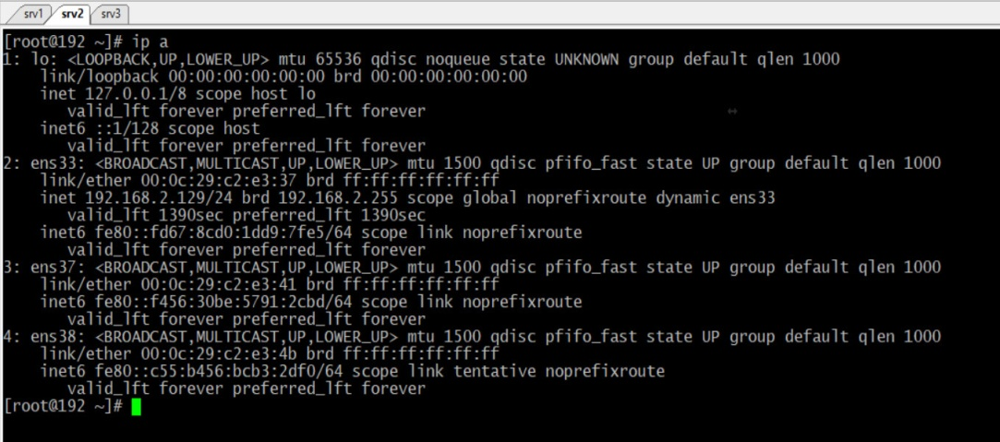 srv1 srv2 srv3
[root@192 ~]# ip a
1: lo: <LOOPBACK,UP,LOWER_UP> mtu 65536 qdisc noqueue state UNKNOWN group default qlen 1000
    link/loopback 00:00:00:00:00:00 brd 00:00:00:00:00:00
    inet 127.0.0.1/8 scope host lo
       valid_lft forever preferred_lft forever
    inet6 ::1/128 scope host
       valid_lft forever preferred_lft forever
2: ens33: <BROADCAST,MULTICAST,UP,LOWER_UP> mtu 1500 qdisc pfifo_fast state UP group default qlen 1000
    link/ether 00:0c:29:c2:e3:37 brd ff:ff:ff:ff:ff:ff
    inet 192.168.2.129/24 brd 192.168.2.255 scope global noprefixroute dynamic ens33
       valid_lft 1390sec preferred_lft 1390sec
    inet6 fe80::fd67:8cd0:1dd9:7fe5/64 scope link noprefixroute
       valid_lft forever preferred_lft forever
3: ens37: <BROADCAST,MULTICAST,UP,LOWER_UP> mtu 1500 qdisc pfifo_fast state UP group default qlen 1000
    link/ether 00:0c:29:c2:e3:41 brd ff:ff:ff:ff:ff:ff
    inet6 fe80::f456:30be:5791:2cbd/64 scope link noprefixroute
       valid_lft forever preferred_lft forever
4: ens38: <BROADCAST,MULTICAST,UP,LOWER_UP> mtu 1500 qdisc pfifo_fast state UP group default qlen 1000
    link/ether 00:0c:29:c2:e3:4b brd ff:ff:ff:ff:ff:ff
    inet6 fe80::c55:b456:bcb3:2df0/64 scope link tentative noprefixroute
       valid_lft forever preferred_lft forever
[root@192 ~]#